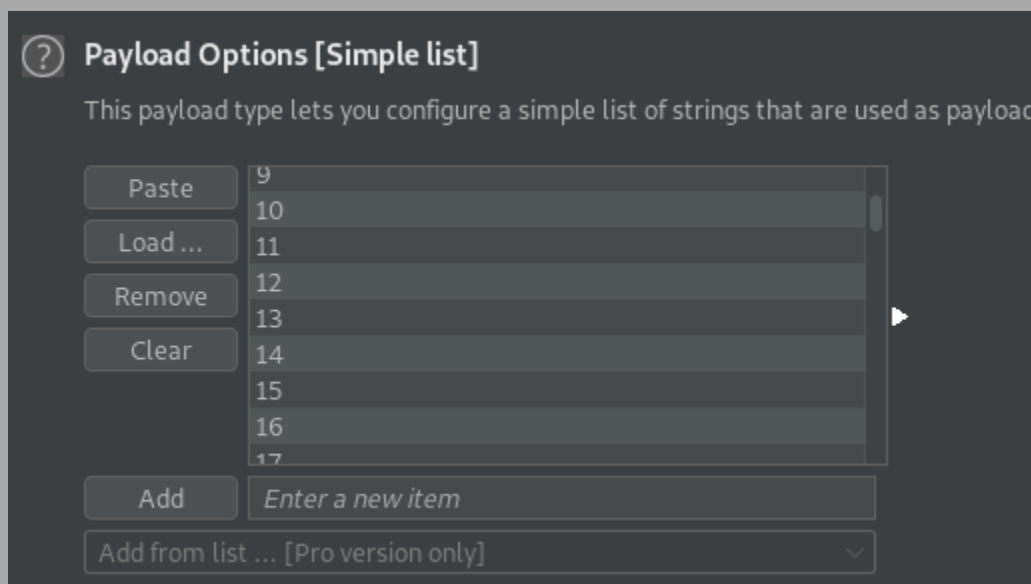 ?
Payload Options [Simple list]
This payload type lets you configure a simple list of strings that are used as payload
Paste
Load ...
Remove
Clear
9
10
11
12
13
14
15
16
17
Add
Enter a new item
Add from list ... [Pro version only]